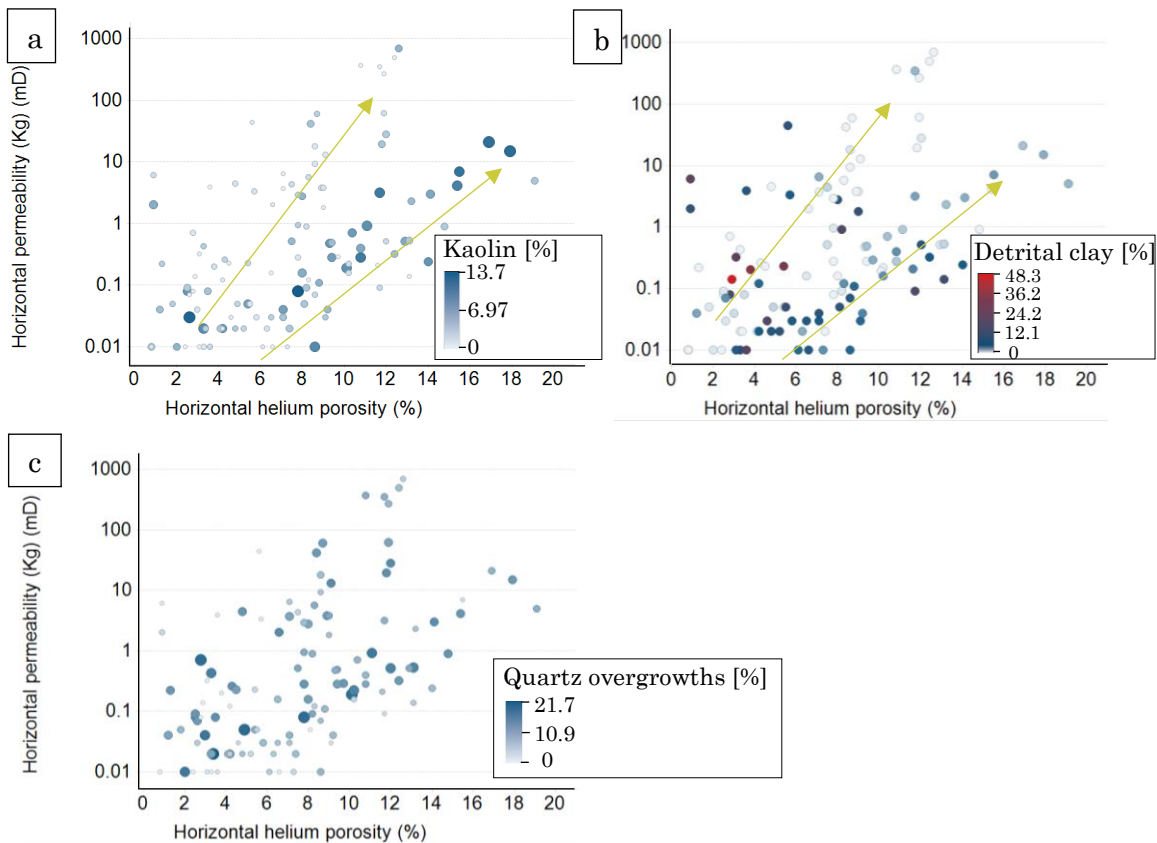 a
Horizontal permeability (Kg) (mD)
1000
100
10
1
0.1
0.01
0 2 4 6 8 10 12 14 16 18 20
Horizontal helium porosity (%)
Kaolin [%]
13.7
6.97
0
b
1000
100
10
1
0.1
0.01
0 2 4 6 8 10 12 14 16 18 20
Horizontal helium porosity (%)
Detrital clay [%]
48.3
36.2
24.2
12.1
0
c
Horizontal permeability (Kg) (mD)
1000
100
10
1
0.1
0.01
0 2 4 6 8 10 12 14 16 18 20
Horizontal helium porosity (%)
Quartz overgrowths [%]
21.7
10.9
0